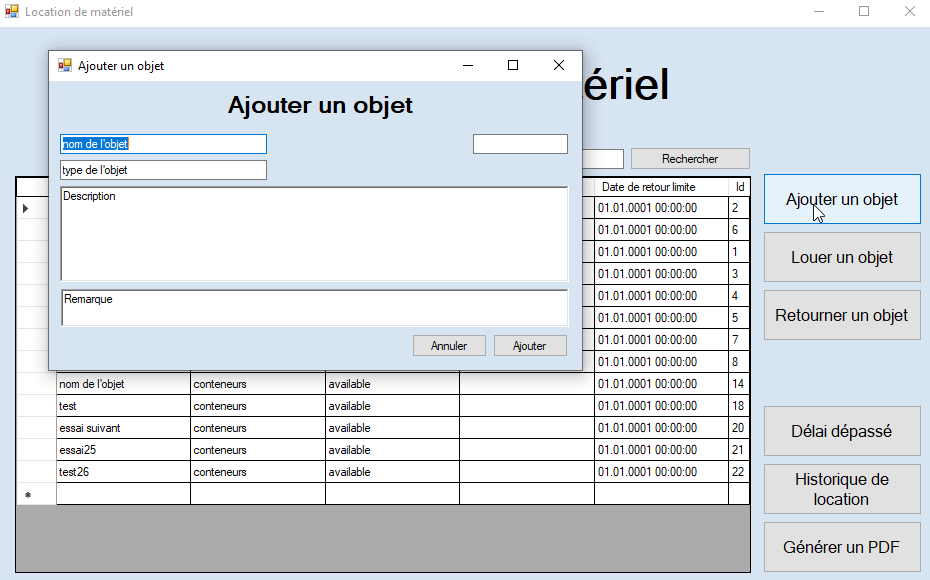 Location de matériel
Ajouter un objet
ériel
Ajouter un objet
nom de l'objet
type de l'objet
Rechercher
Description
Remarque
Annuler Ajouter
Date de retour limite Id
01.01.0001 00:00:00 2
01.01.0001 00:00:00 6
01.01.0001 00:00:00 1
01.01.0001 00:00:00 3
01.01.0001 00:00:00 4
01.01.0001 00:00:00 5
01.01.0001 00:00:00 7
01.01.0001 00:00:00 8
nom de l'objet conteneurs available 01.01.0001 00:00:00 14
test conteneurs available 01.01.0001 00:00:00 18
essai suivant conteneurs available 01.01.0001 00:00:00 20
essai25 conteneurs available 01.01.0001 00:00:00 21
test26 conteneurs available 01.01.0001 00:00:00 22
Ajouter un objet
Louer un objet
Retourner un objet
Délai dépassé
Historique de
location
Générer un PDF